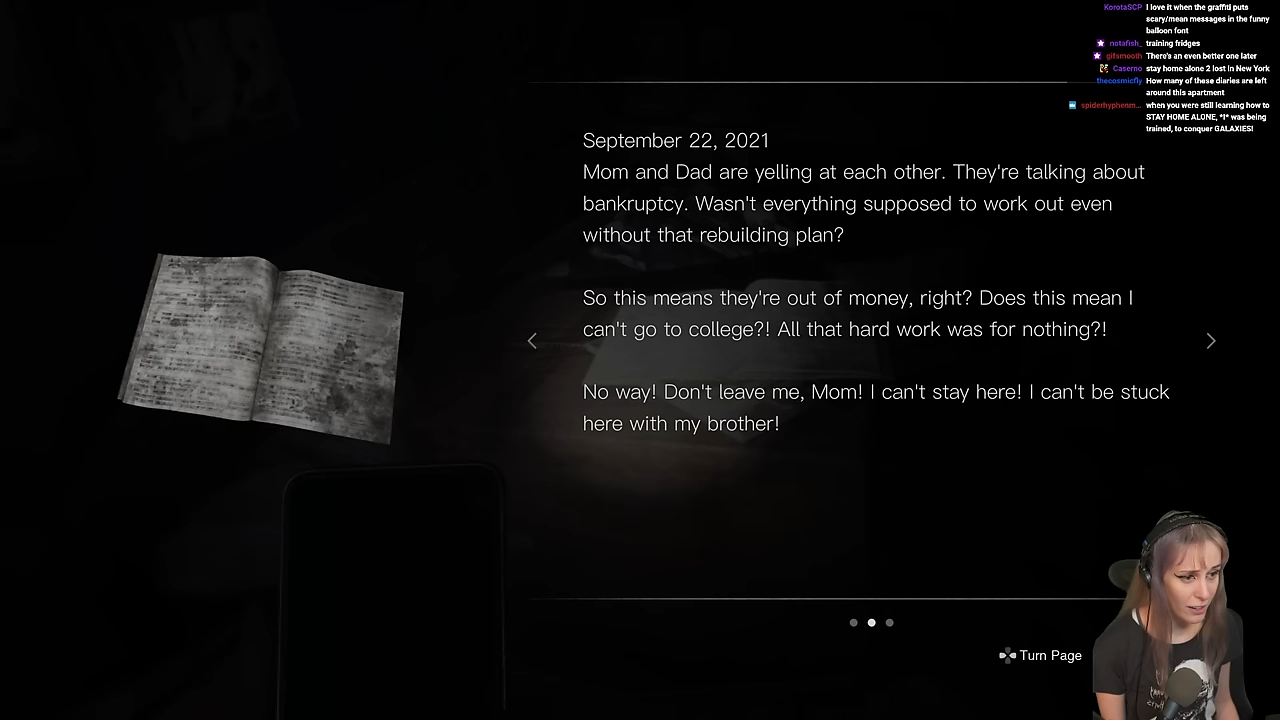 KorotaSCP I love it when the graffiti puts
scary/mean messages in the funny
balloon font
notafish_ training fridges
gifsmooth There's an even better one later
Caserno stay home alone 2 lost in New York
thecosmicfly How many of these diaries are left
around this apartment
spiderhyphenm... when you were still learning how to
STAY HOME ALONE, *I* was being
trained, to conquer GALAXIES!
September 22, 2021
Mom and Dad are yelling at each other. They're talking about
bankruptcy. Wasn't everything supposed to work out even
without that rebuilding plan?
So this means they're out of money, right? Does this mean I
can't go to college?! All that hard work was for nothing?!
No way! Don't leave me, Mom! I can't stay here! I can't be stuck
here with my brother!
Turn Page